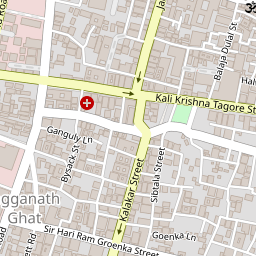 Balaja Dulal St
Kali Krishna Tagore St
Ganguly Ln
Bysack St
Sibtala Street
Kalakar Street
gganath
Ghat
Sir Hari Ram Goenka Street
Goenka Ln